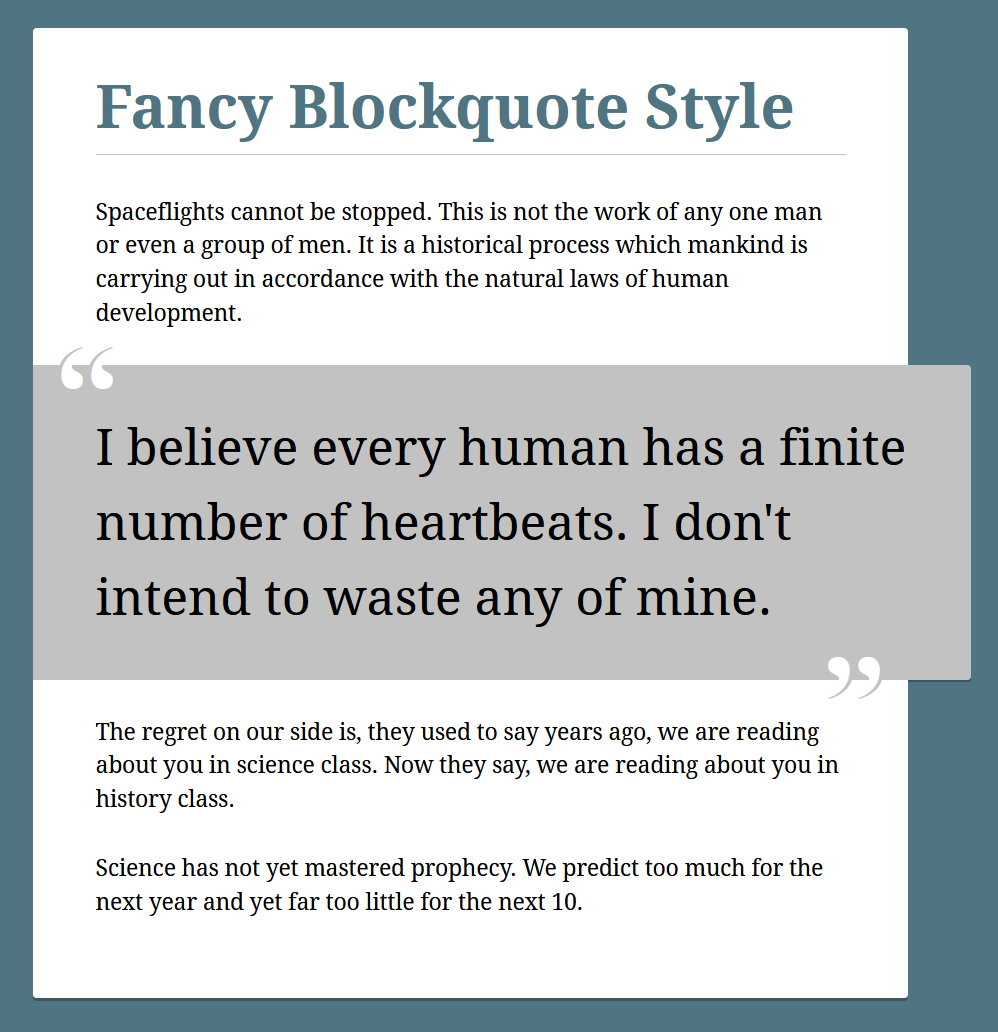 Fancy Blockquote Style
Spaceflights cannot be stopped. This is not the work of any one man
or even a group of men. It is a historical process which mankind is
carrying out in accordance with the natural laws of human
development.
“
I believe every human has a finite
number of heartbeats. I don't
intend to waste any of mine.
”
The regret on our side is, they used to say years ago, we are reading
about you in science class. Now they say, we are reading about you in
history class.
Science has not yet mastered prophecy. We predict too much for the
next year and yet far too little for the next 10.